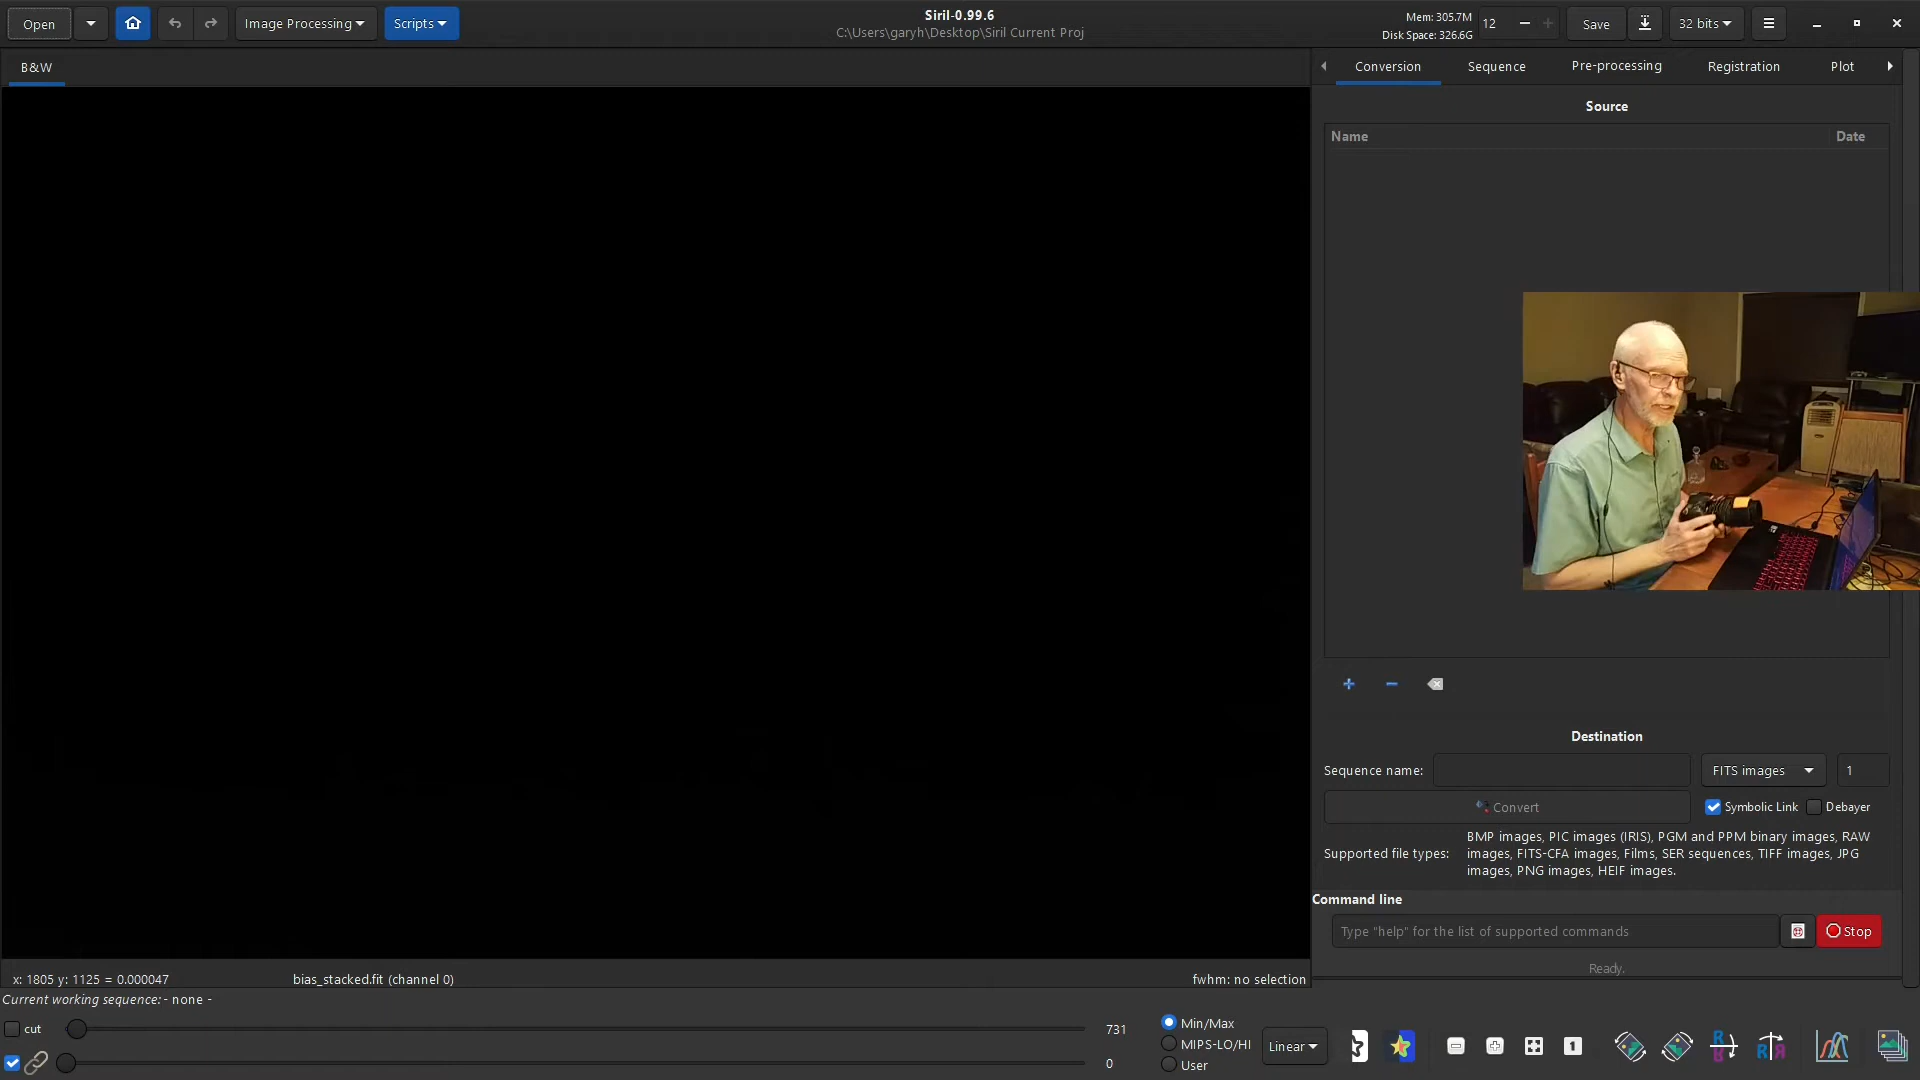 Open
Image Processing
Scripts
Siril-0.99.6
C:\Users\garyh\Desktop\Siril Current Proj
Mem: 305.7M
Disk Space: 326.6G
12
Save
32 bits
B&W
Conversion
Sequence
Pre-processing
Registration
Plot
Source
Name
Date
Destination
Sequence name:
FITS images
1
Convert
Symbolic Link
Debayer
Supported file types:
BMP images, PIC images (IRIS), PGM and PPM binary images, RAW
images, FITS-CFA images, Films, SER sequences, TIFF images, JPG
images, PNG images, HEIF images.
Command line
Type "help" for the list of supported commands
Stop
Ready.
x: 1805 y: 1125 = 0.000047
bias_stacked.fit (channel 0)
fwhm: no selection
Current working sequence: - none -
cut
731
0
Min/Max
MIPS-LO/HI
User
Linear
1
R
R
R
R